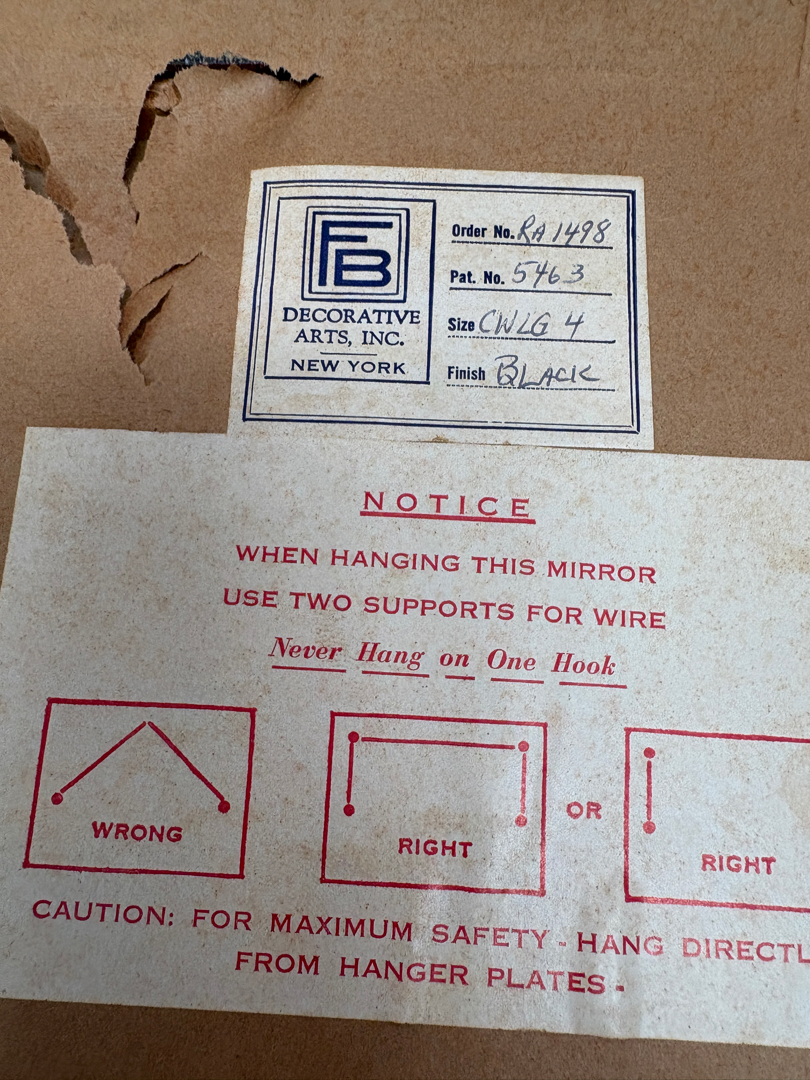 FB
DECORATIVE
ARTS, INC.
NEW YORK
Order No. RA 1498
Pat. No. 5463
Size CWLG 4
Finish BLACK
NOTICE
WHEN HANGING THIS MIRROR
USE TWO SUPPORTS FOR WIRE
Never Hang on One Hook
WRONG
RIGHT
OR
RIGHT
CAUTION: FOR MAXIMUM SAFETY - HANG DIRECTL
FROM HANGER PLATES -